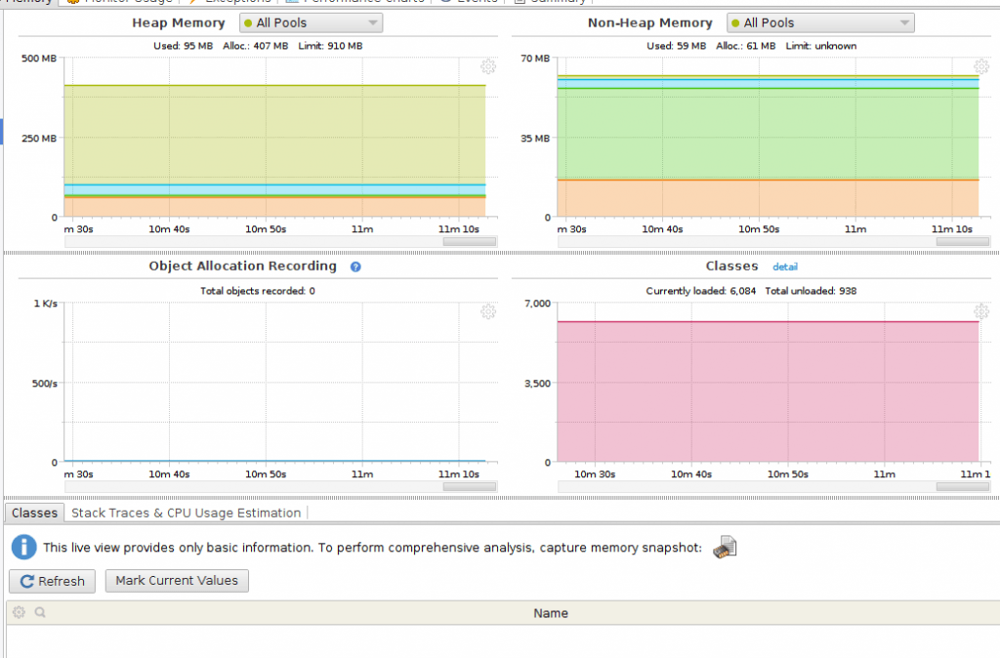 Memory Monitor Usage Exceptions Performance Charts Events Summary
Heap Memory All Pools
Used: 95 MB Alloc.: 407 MB Limit: 910 MB
500 MB
250 MB
0
m 30s 10m 40s 10m 50s 11m 11m 10s
Non-Heap Memory All Pools
Used: 59 MB Alloc.: 61 MB Limit: unknown
70 MB
35 MB
0
m 30s 10m 40s 10m 50s 11m 11m 10s
Object Allocation Recording ?
Total objects recorded: 0
1 K/s
500/s
0
m 30s 10m 40s 10m 50s 11m 11m 10s
Classes detail
Currently loaded: 6,084 Total unloaded: 938
7,000
3,500
0
10m 30s 10m 40s 10m 50s 11m 11m 1
Classes Stack Traces & CPU Usage Estimation
This live view provides only basic information. To perform comprehensive analysis, capture memory snapshot:
Refresh Mark Current Values
Name